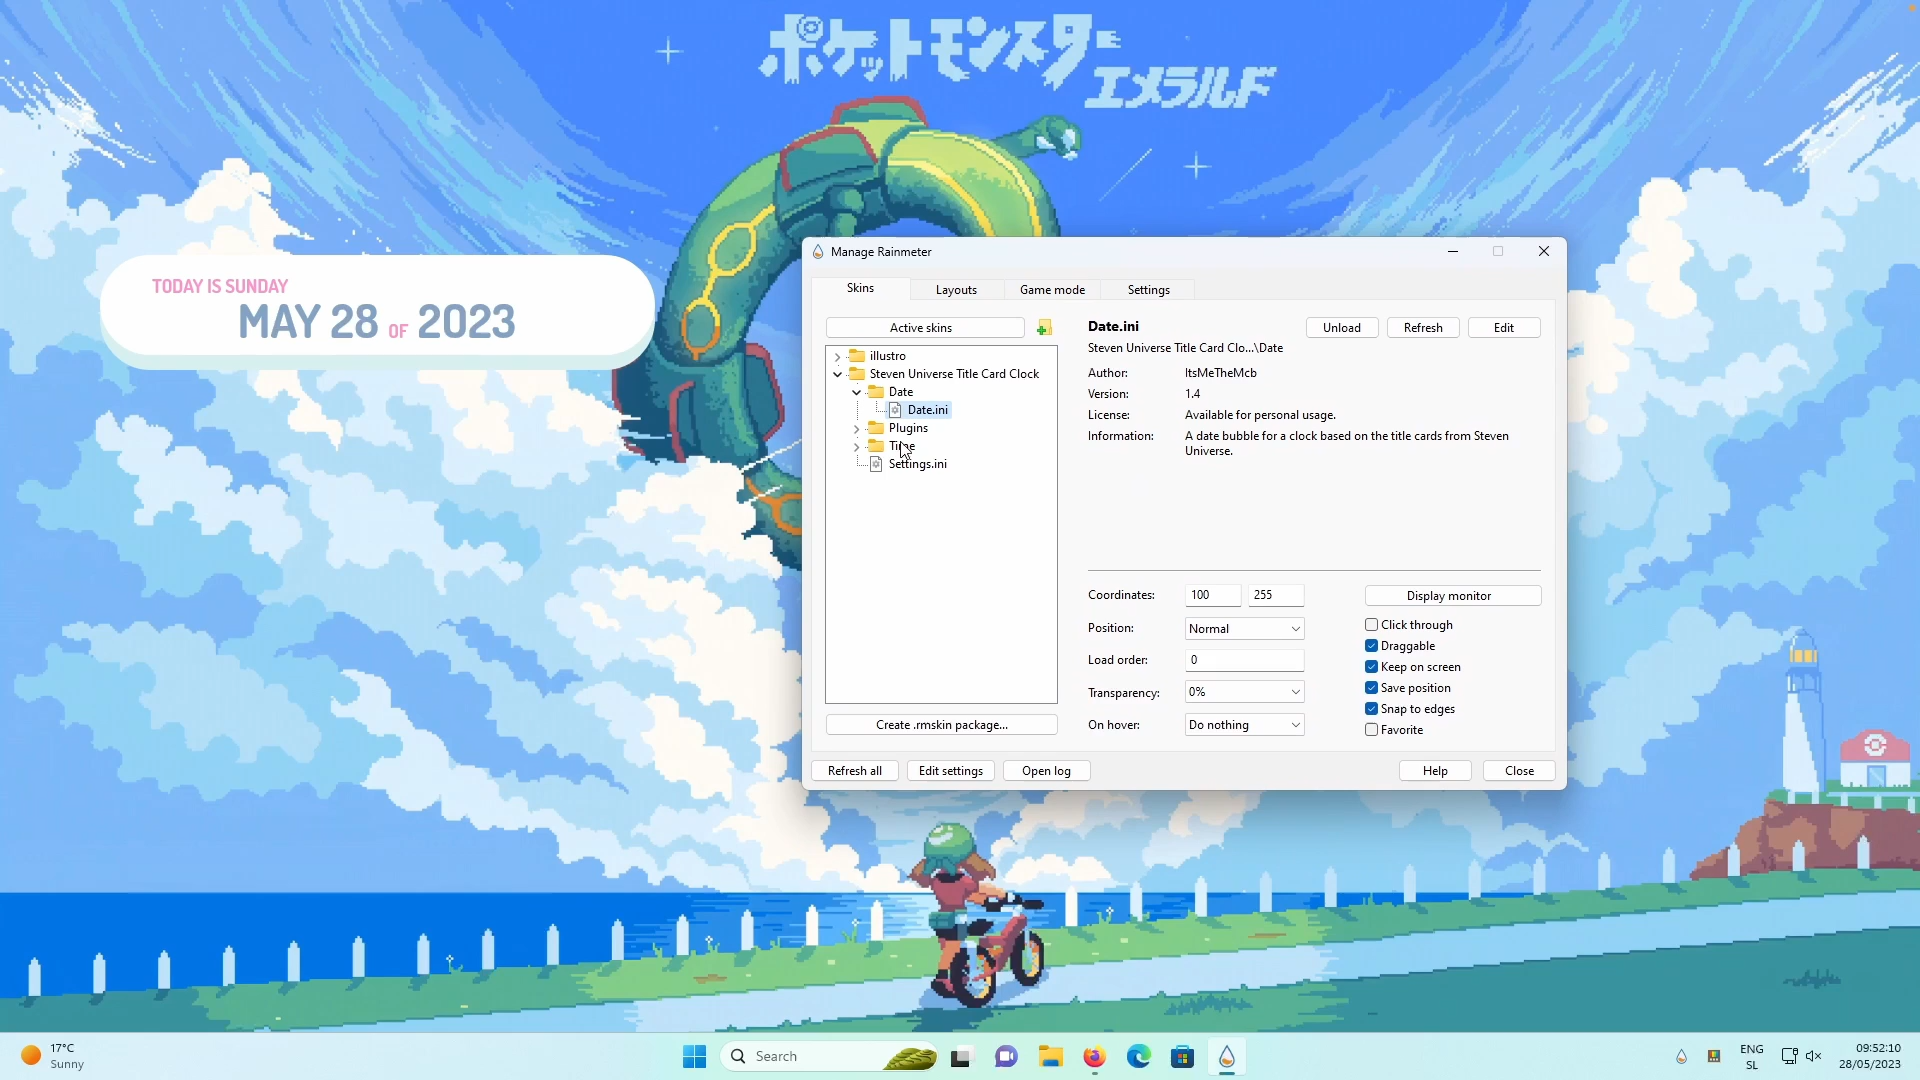 ポケットモンスター
エメラルド
TODAY IS SUNDAY
MAY 28 OF 2023
Manage Rainmeter
Skins
Layouts
Game mode
Settings
Active skins
illustro
Steven Universe Title Card Clock
Date
Date.ini
Plugins
Time
Settings.ini
Create .rmskin package...
Date.ini
Unload
Refresh
Edit
Steven Universe Title Card Clo...\Date
Author: ItsMeTheMcb
Version: 1.4
License: Available for personal usage.
Information: A date bubble for a clock based on the title cards from Steven
Universe.
Coordinates: 100 255
Position: Normal
Load order: 0
Transparency: 0%
On hover: Do nothing
Display monitor
Click through
Draggable
Keep on screen
Save position
Snap to edges
Favorite
Refresh all
Edit settings
Open log
Help
Close
17°C
Sunny
Search
ENG
SL
09:52:10
28/05/2023